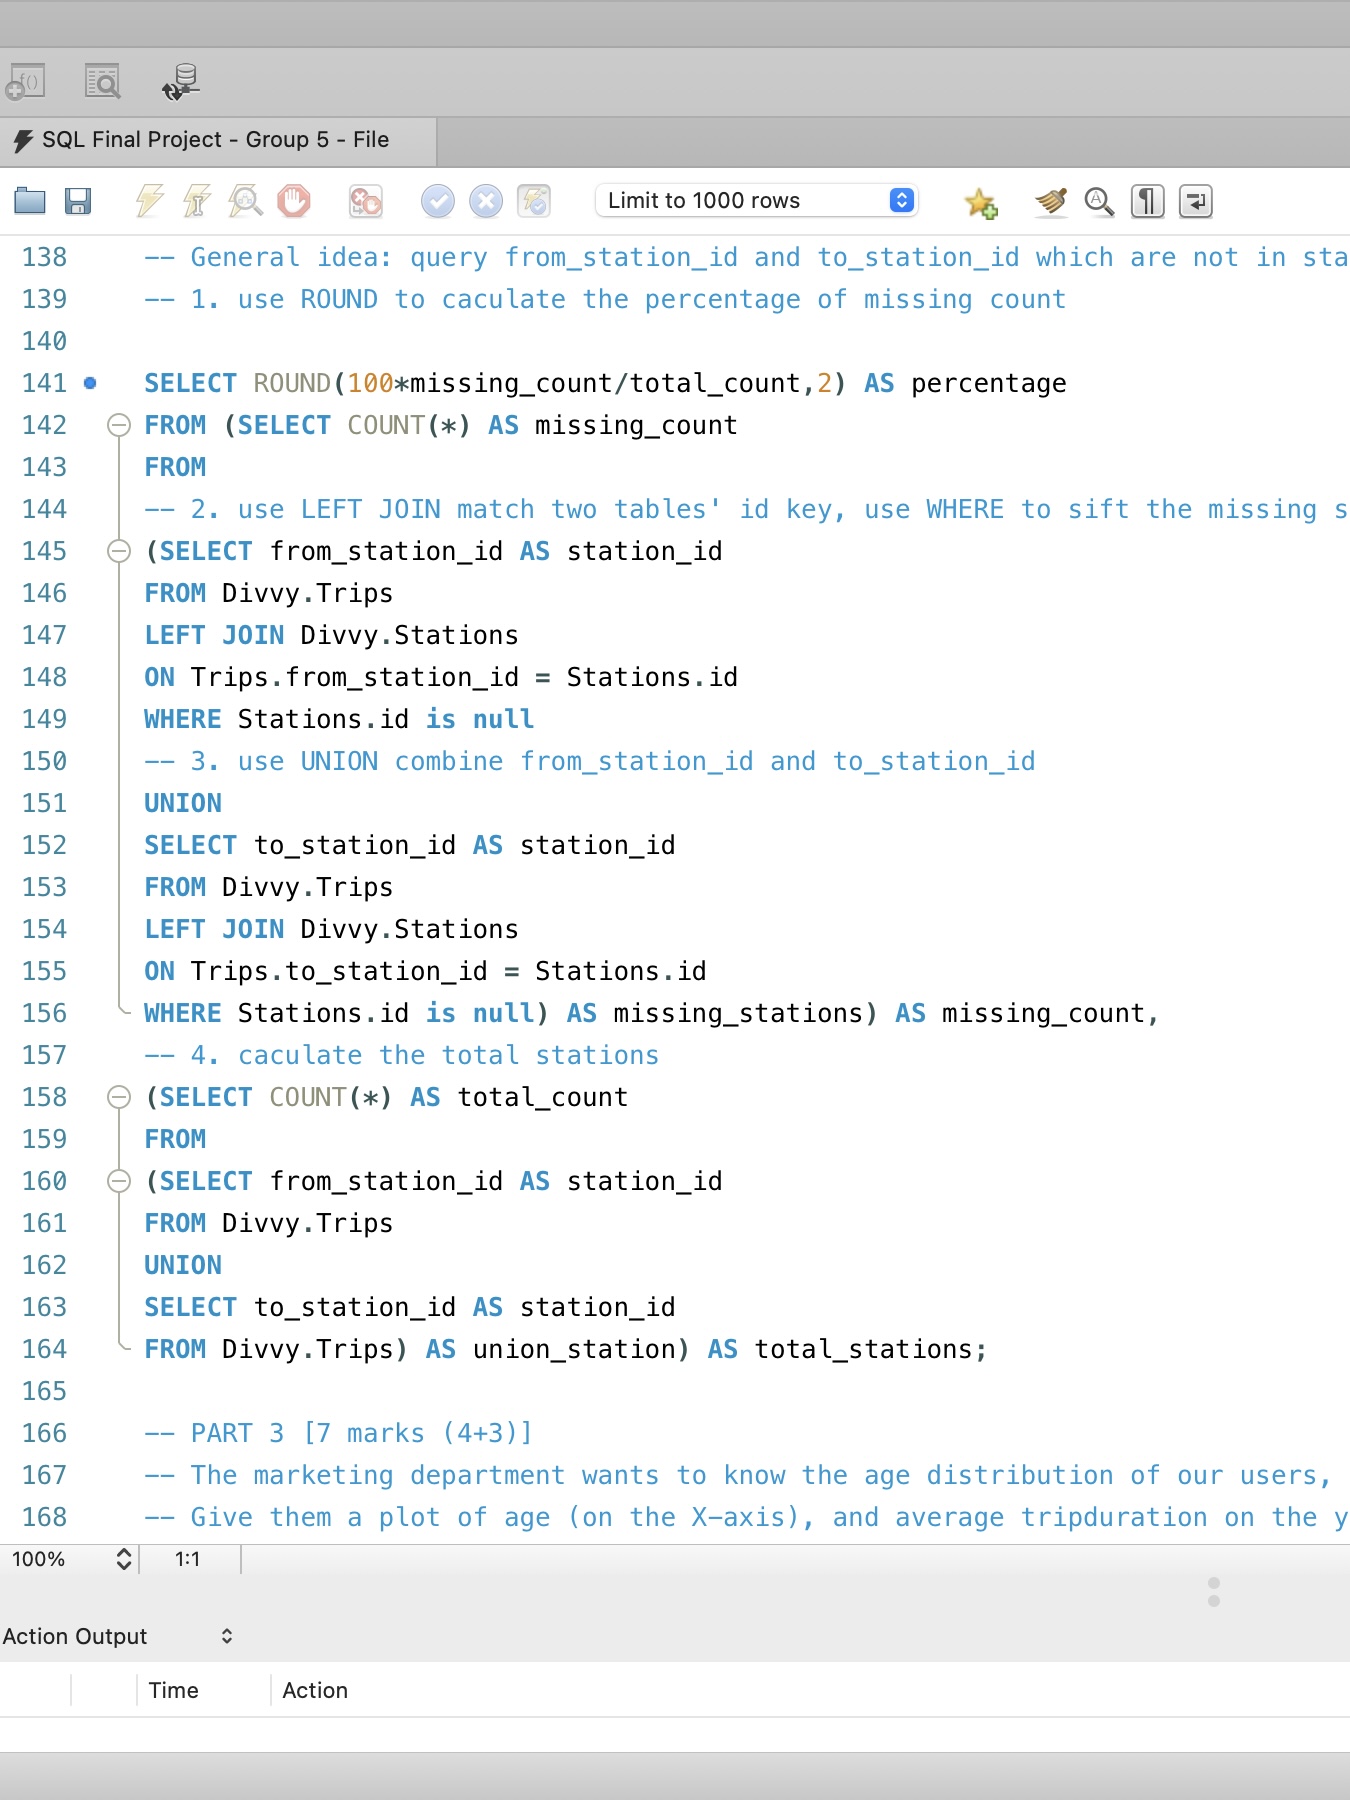 f()
SQL Final Project - Group 5 - File
Limit to 1000 rows
138 -- General idea: query from_station_id and to_station_id which are not in sta
139 -- 1. use ROUND to caculate the percentage of missing count
140
141 SELECT ROUND(100*missing_count/total_count,2) AS percentage
142 FROM (SELECT COUNT(*) AS missing_count
143 FROM
144 -- 2. use LEFT JOIN match two tables' id key, use WHERE to sift the missing s
145 (SELECT from_station_id AS station_id
146 FROM Divvy.Trips
147 LEFT JOIN Divvy.Stations
148 ON Trips.from_station_id = Stations.id
149 WHERE Stations.id is null
150 -- 3. use UNION combine from_station_id and to_station_id
151 UNION
152 SELECT to_station_id AS station_id
153 FROM Divvy.Trips
154 LEFT JOIN Divvy.Stations
155 ON Trips.to_station_id = Stations.id
156 WHERE Stations.id is null) AS missing_stations) AS missing_count,
157 -- 4. caculate the total stations
158 (SELECT COUNT(*) AS total_count
159 FROM
160 (SELECT from_station_id AS station_id
161 FROM Divvy.Trips
162 UNION
163 SELECT to_station_id AS station_id
164 FROM Divvy.Trips) AS union_station) AS total_stations;
165
166 -- PART 3 [7 marks (4+3)]
167 -- The marketing department wants to know the age distribution of our users,
168 -- Give them a plot of age (on the X-axis), and average tripduration on the y
100% 1:1
Action Output
Time Action